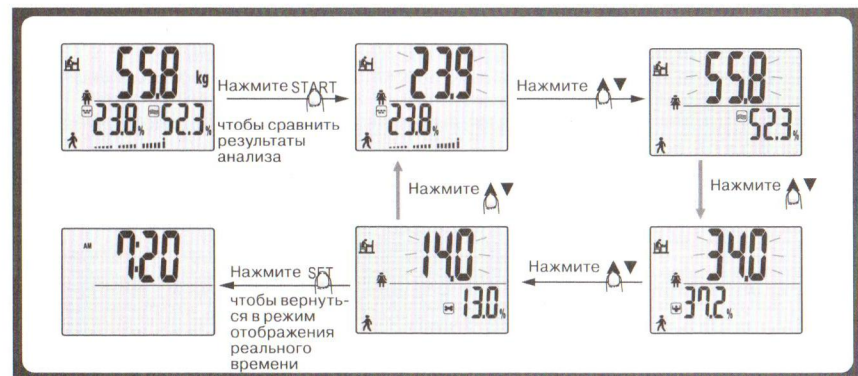 55.8 kg
23.8% 52.3%
Нажмите START
чтобы сравнить
результаты
анализа
23.9
23.8%
Нажмите ▲▼
55.8
52.3%
Нажмите ▲▼
34.0
37.2%
Нажмите ▲▼
14.0
13.0%
Нажмите ▲▼
Нажмите SET
чтобы вернуть-
ся в режим
отображения
реального
времени
AM 7:20